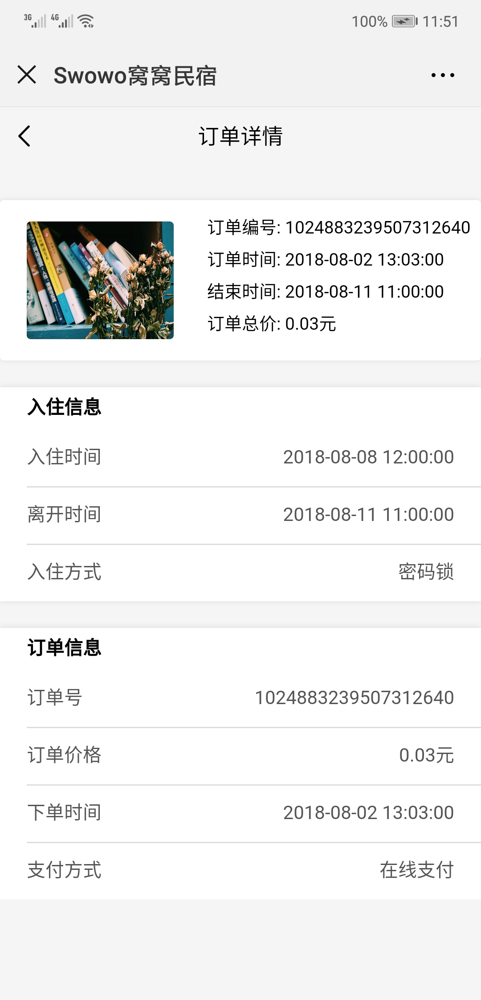 3G 4G 100% 11:51
Swowo窝窝民宿
订单详情
订单编号: 1024883239507312640
订单时间: 2018-08-02 13:03:00
结束时间: 2018-08-11 11:00:00
订单总价: 0.03元
入住信息
入住时间 2018-08-08 12:00:00
离开时间 2018-08-11 11:00:00
入住方式 密码锁
订单信息
订单号 1024883239507312640
订单价格 0.03元
下单时间 2018-08-02 13:03:00
支付方式 在线支付